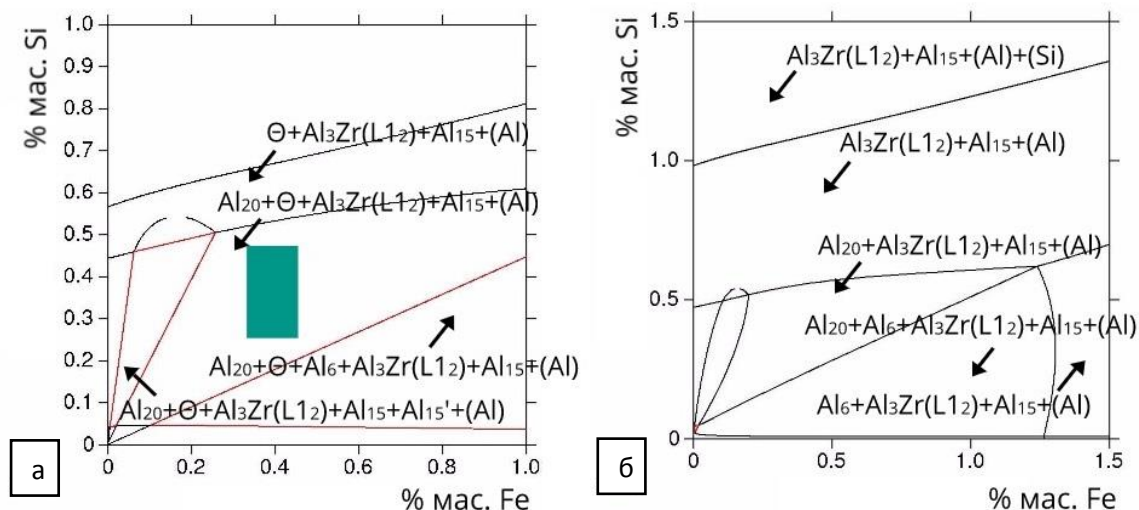 % мас. Si
1.0
0.9
0.8
0.7
0.6
0.5
0.4
0.3
0.2
0.1
0
Θ+Al3Zr(L12)+Al15+(Al)
Al20+Θ+Al3Zr(L12)+Al15+(Al)
Al20+Θ+Al6+Al3Zr(L12)+Al15+(Al)
Al20+Θ+Al3Zr(L12)+Al15+Al15'+(Al)
0 0.2 0.4 0.6 0.8 1.0
% мас. Fe
а
% мас. Si
1.5
1.0
0.5
0
Al3Zr(L12)+Al15+(Al)+(Si)
Al3Zr(L12)+Al15+(Al)
Al20+Al3Zr(L12)+Al15+(Al)
Al20+Al6+Al3Zr(L12)+Al15+(Al)
Al6+Al3Zr(L12)+Al15+(Al)
0 0.5 1.0 1.5
% мас. Fe
б